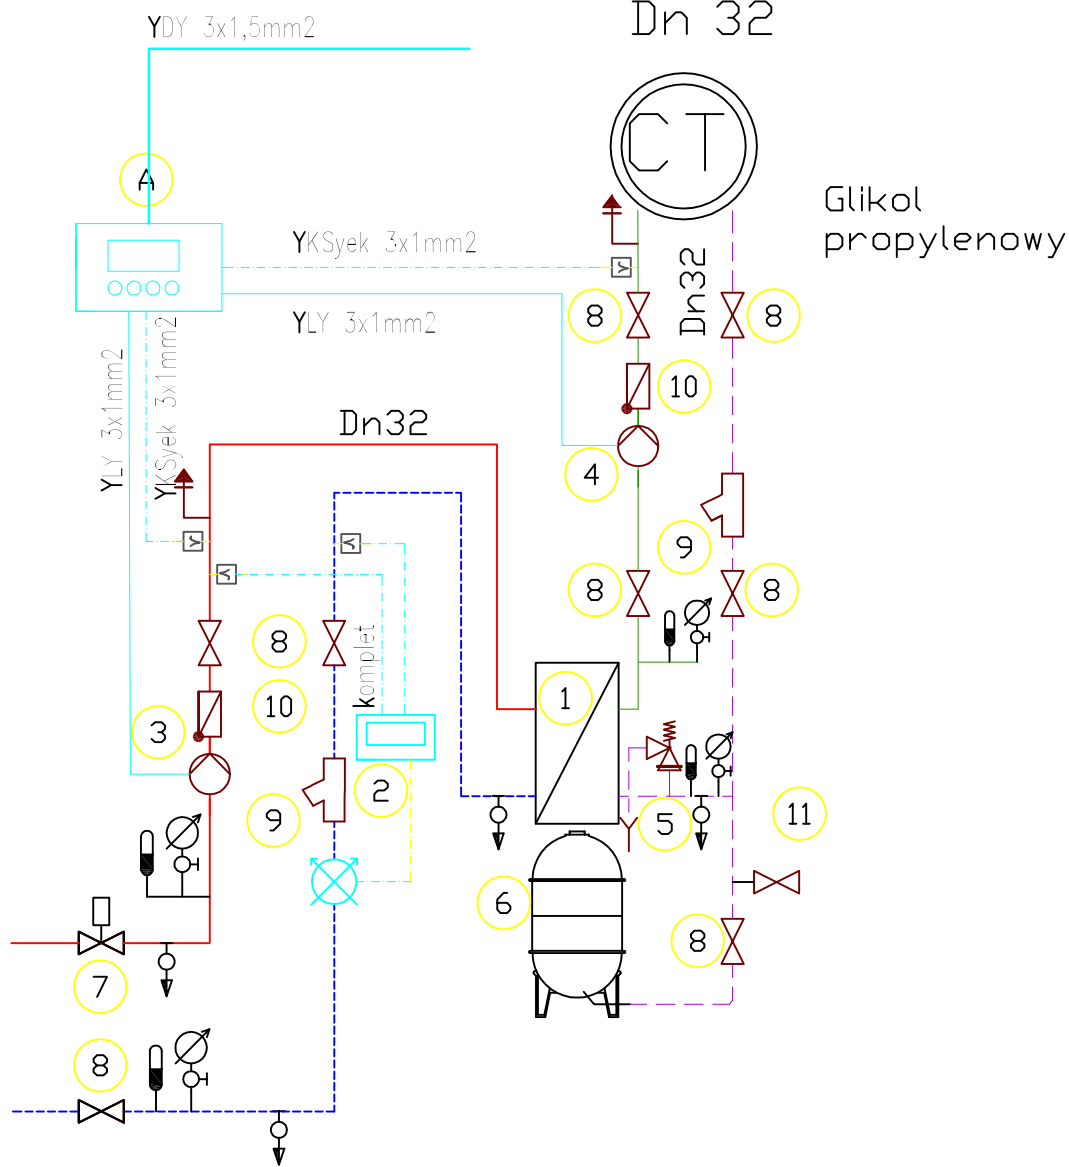 YDY 3x1,5mm2
Dn 32
CT
A
Glikol
propylenowy
YKSyek 3x1mm2
Dn32
8
8
YLY 3x1mm2
YLY 3x1mm2
YKSyek 3x1mm2
10
Dn32
4
9
8
8
8
komplet
10
1
3
2
9
5
11
6
8
7
8